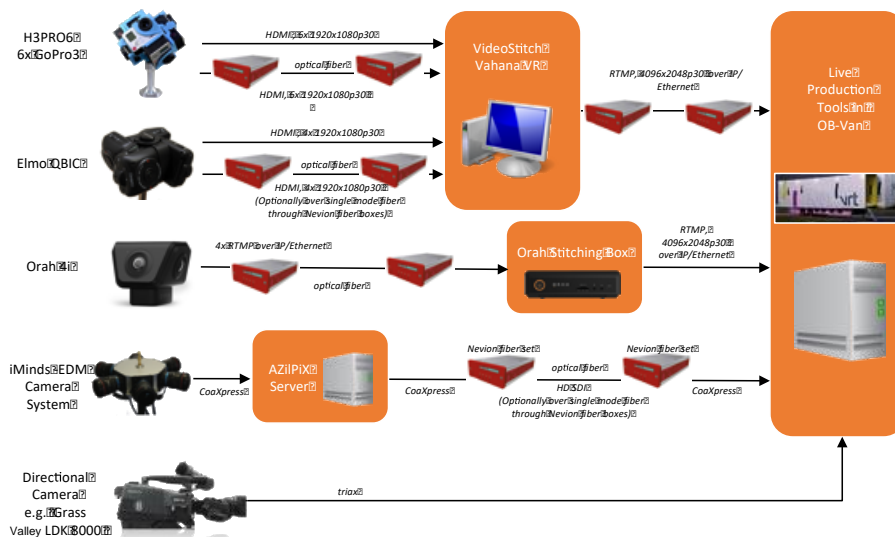 H3PRO6
6x GoPro3
HDMI, 6x 1920x1080p30
optical fiber
HDMI, 6x 1920x1080p30
VideoStitch
Vahana VR
RTMP, 4096x2048p30 over IP/
Ethernet
Live
Production
Tools In
OB-Van
vrt
Elmo QBIC
HDMI, 4x 1920x1080p30
optical fiber
HDMI, 4x 1920x1080p30
(Optionally over single mode fiber
through Nevion fiber boxes)
Orah 4i
4x RTMP over IP/Ethernet
optical fiber
Orah Stitching Box
RTMP,
4096x2048p30
over IP/Ethernet
iMinds EDM
Camera
System
CoaXpress
AZilPiX
Server
CoaXpress
Nevion fiber set
optical fiber
HD SDI
(Optionally over single mode fiber
through Nevion fiber boxes)
Nevion fiber set
CoaXpress
Directional
Camera
e.g. Grass
Valley LDK 8000
triax